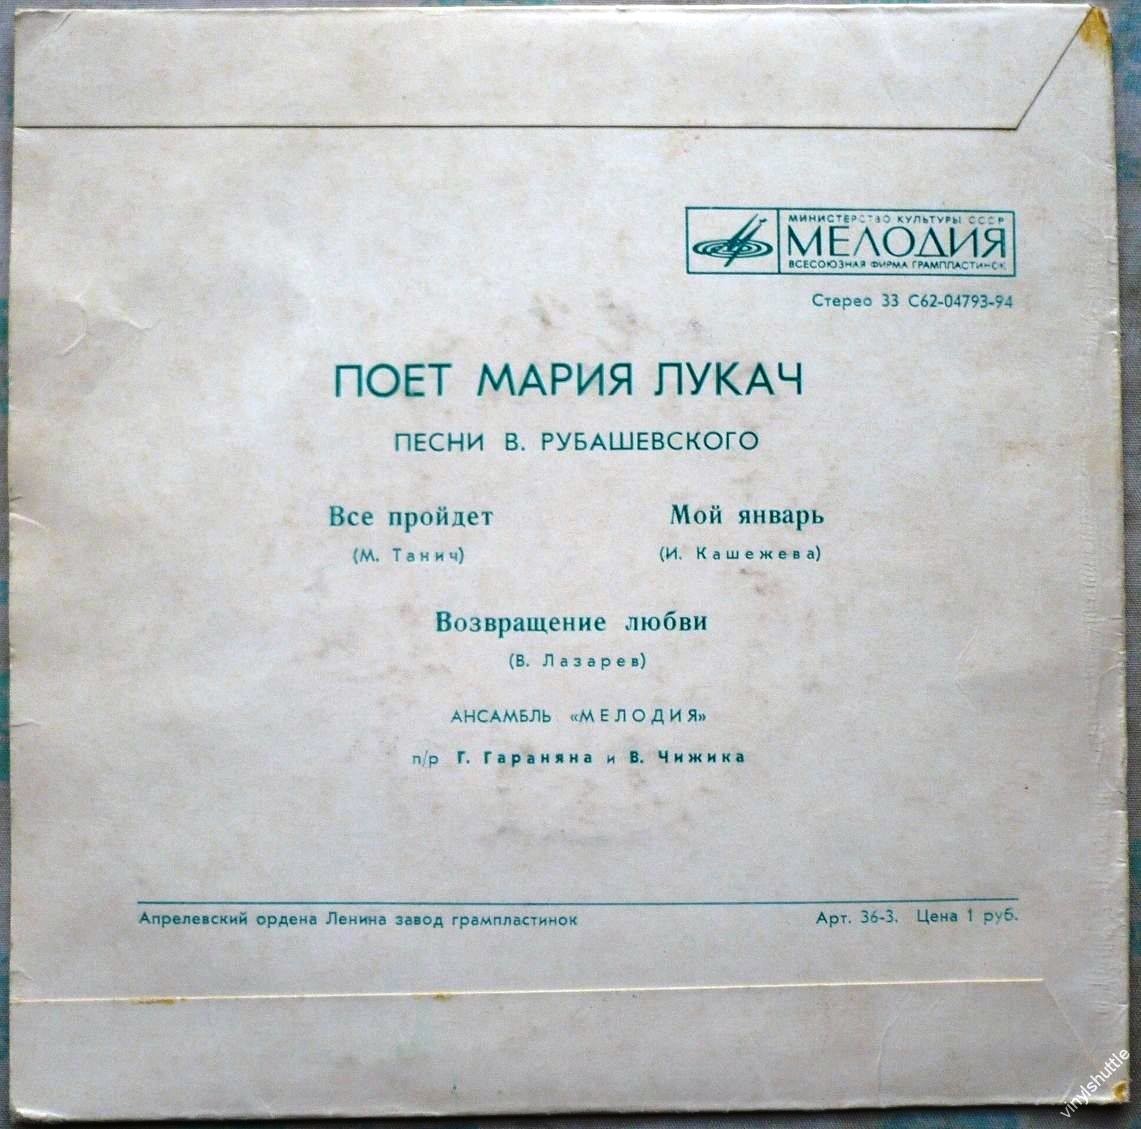 МИНИСТЕРСТВО КУЛЬТУРЫ СССР
МЕЛОДИЯ
ВСЕСОЮЗНАЯ ФИРМА ГРАМПЛАСТИНОК
Стерео 33 С62-04793-94
ПОЕТ МАРИЯ ЛУКАЧ
ПЕСНИ В. РУБАШЕВСКОГО
Все пройдет
(М. Танич)
Мой январь
(И. Кашежева)
Возвращение любви
(В. Лазарев)
АНСАМБЛЬ «МЕЛОДИЯ»
п/р Г. Гараняна и В. Чижика
Апрелевский ордена Ленина завод грампластинок
Арт. 36-3. Цена 1 руб.
vinylshuttle